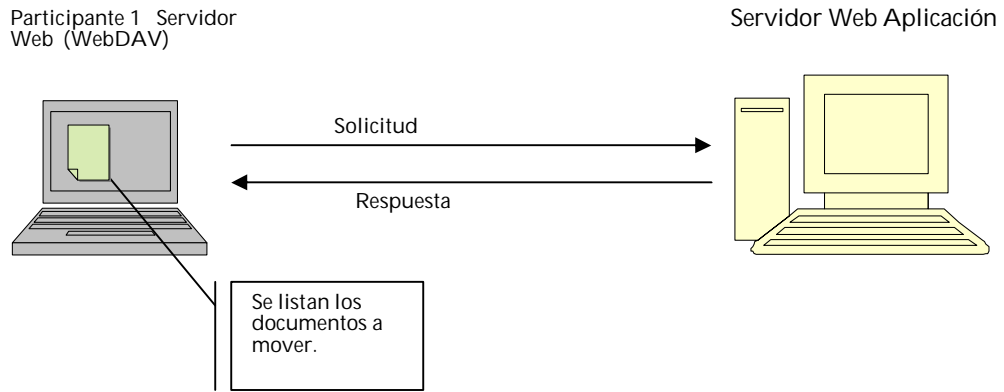 Participante 1 Servidor
Web (WebDAV)
Servidor Web Aplicación
Solicitud
Respuesta
Se listan los
documentos a
mover.